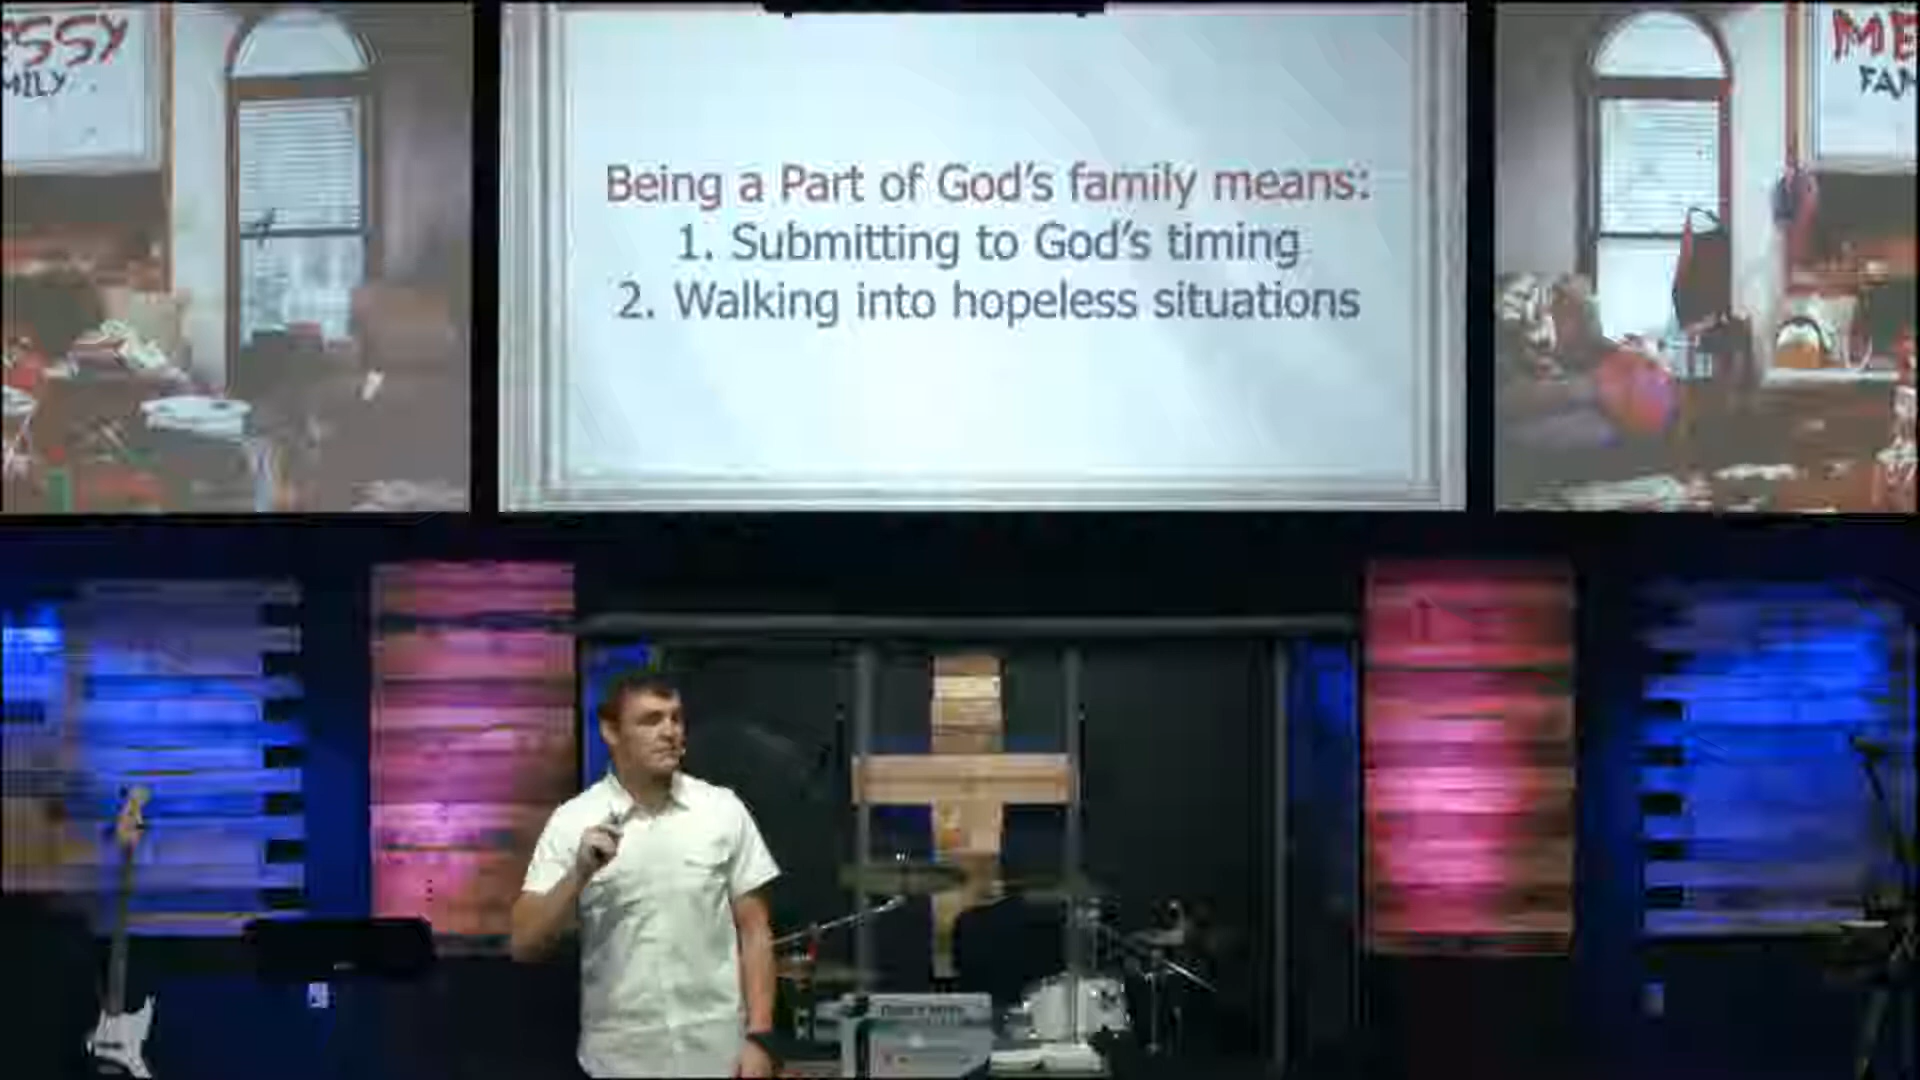 ESSY
MILY
Being a Part of God's family means:
1. Submitting to God's timing
2. Walking into hopeless situations
ME
FAM